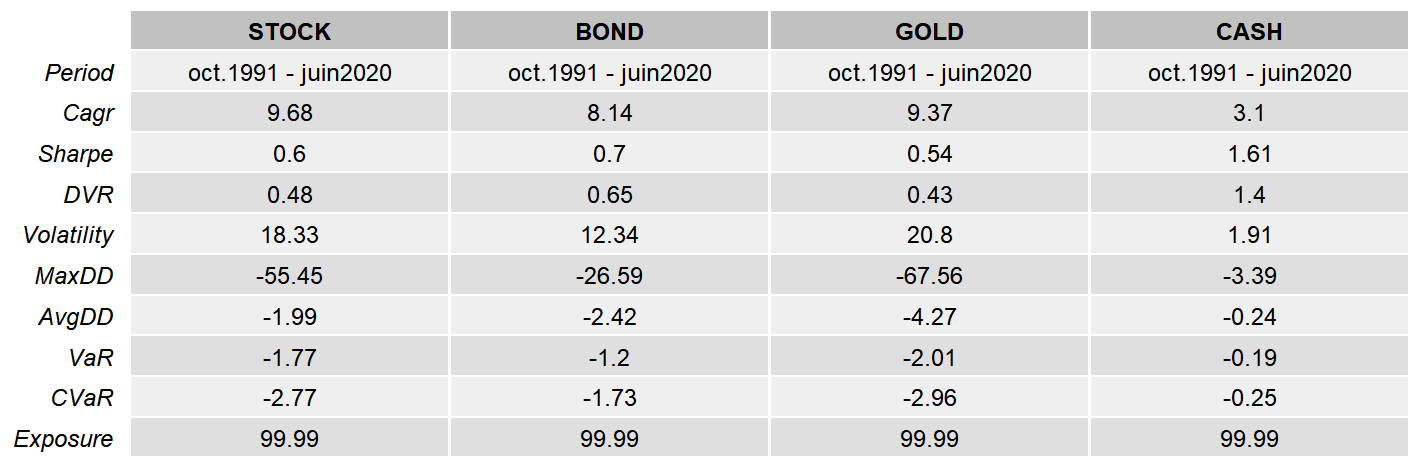 STOCK BOND GOLD CASH
Period oct.1991 - juin2020 oct.1991 - juin2020 oct.1991 - juin2020 oct.1991 - juin2020
Cagr 9.68 8.14 9.37 3.1
Sharpe 0.6 0.7 0.54 1.61
DVR 0.48 0.65 0.43 1.4
Volatility 18.33 12.34 20.8 1.91
MaxDD -55.45 -26.59 -67.56 -3.39
AvgDD -1.99 -2.42 -4.27 -0.24
VaR -1.77 -1.2 -2.01 -0.19
CVaR -2.77 -1.73 -2.96 -0.25
Exposure 99.99 99.99 99.99 99.99